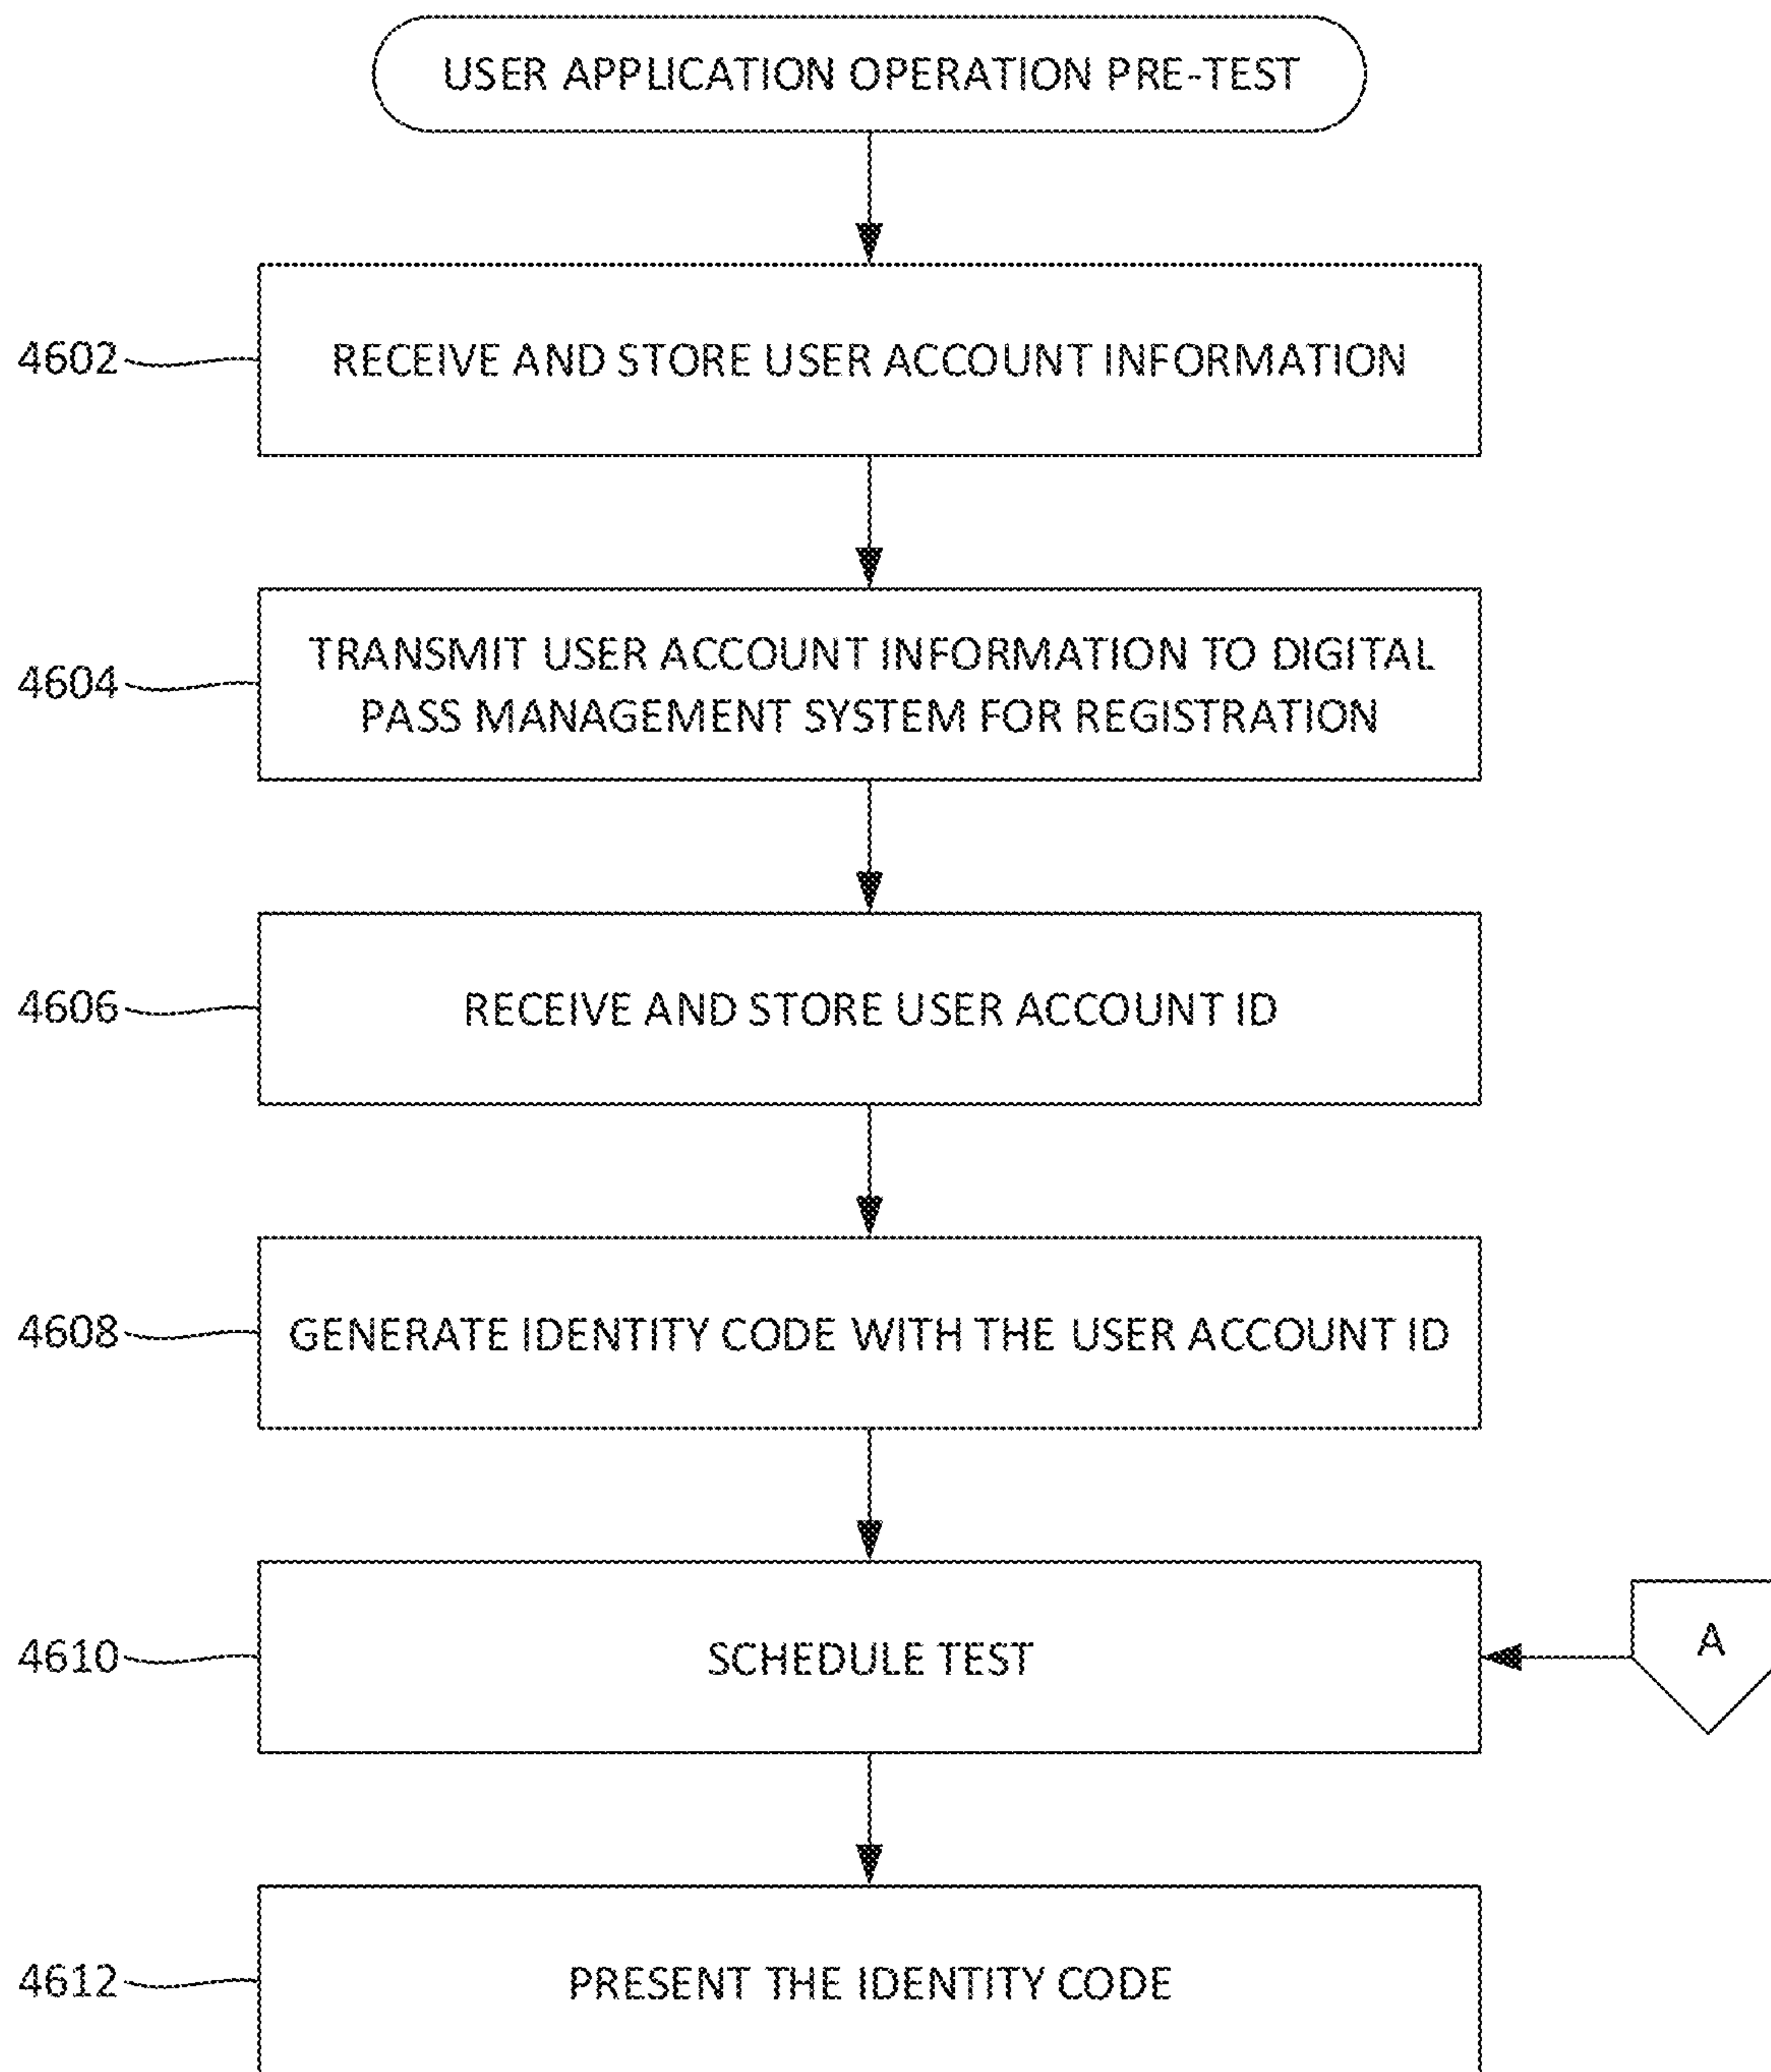 USER APPLICATION OPERATION PRE-TEST
4602
RECEIVE AND STORE USER ACCOUNT INFORMATION
4604
TRANSMIT USER ACCOUNT INFORMATION TO DIGITAL
PASS MANAGEMENT SYSTEM FOR REGISTRATION
4606
RECEIVE AND STORE USER ACCOUNT ID
4608
GENERATE IDENTITY CODE WITH THE USER ACCOUNT ID
4610
SCHEDULE TEST
A
4612
PRESENT THE IDENTITY CODE